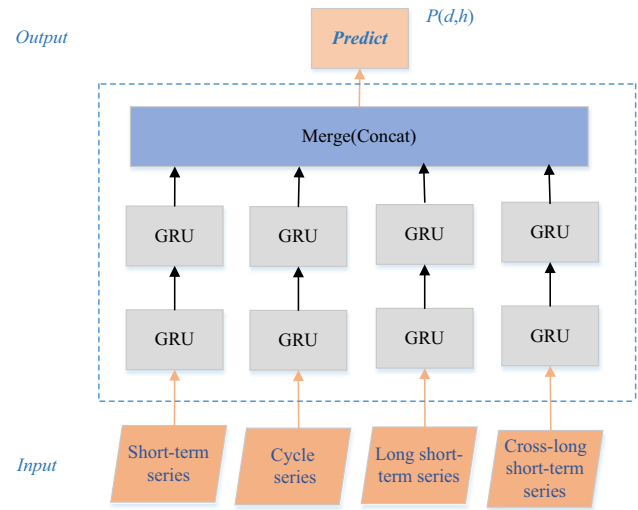 P(d,h)
Output
Predict
Merge(Concat)
GRU
GRU
GRU
GRU
GRU
GRU
GRU
GRU
Input
Short-term
series
Cycle
series
Long short-
term series
Cross-long
short-term
series